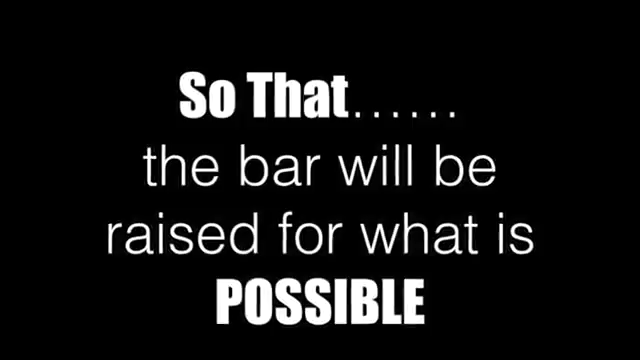 So That......
the bar will be
raised for what is
POSSIBLE